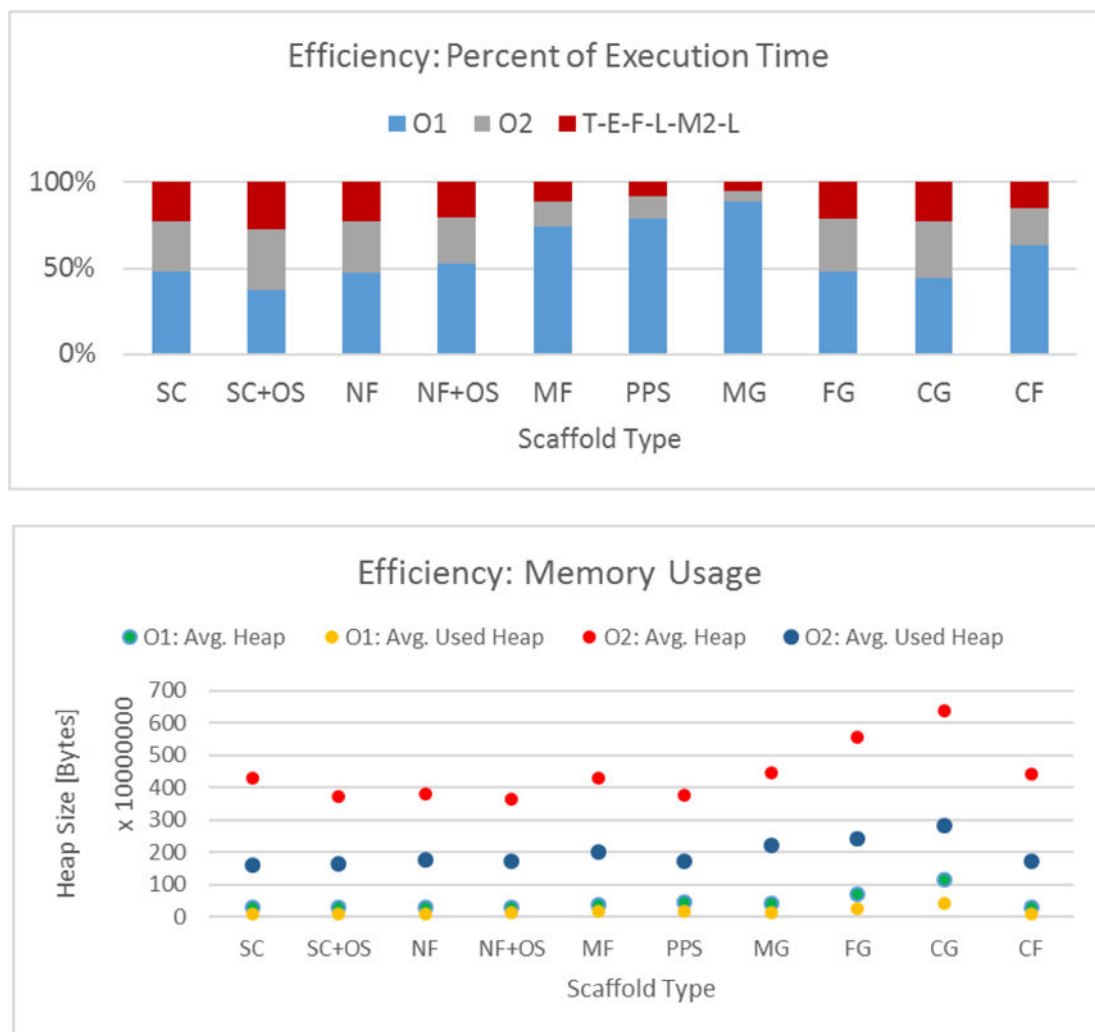 Efficiency: Percent of Execution Time
O1 O2 T-E-F-L-M2-L
100%
50%
0%
SC SC+OS NF NF+OS MF PPS MG FG CG CF
Scaffold Type
Efficiency: Memory Usage
O1: Avg. Heap O1: Avg. Used Heap O2: Avg. Heap O2: Avg. Used Heap
Heap Size [Bytes]
x 10000000
700
600
500
400
300
200
100
0
SC SC+OS NF NF+OS MF PPS MG FG CG CF
Scaffold Type